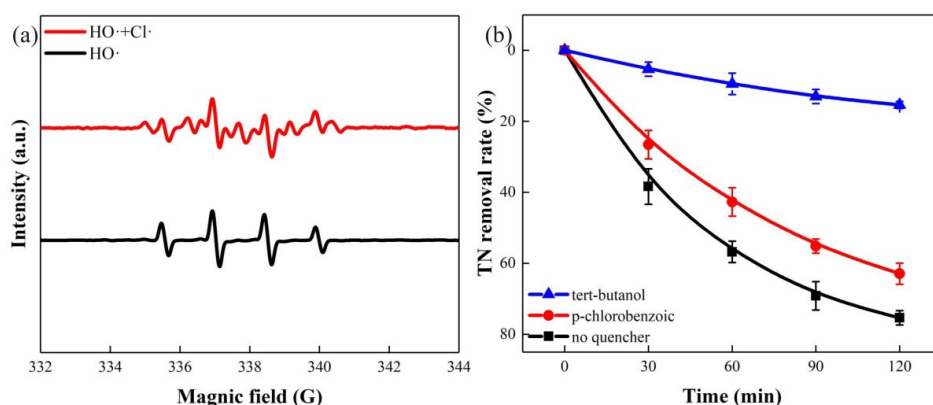 (a)
HO·+Cl·
HO·
Intensity (a.u.)
332 334 336 338 340 342 344
Magnic field (G)
(b)
0
20
40
60
80
TN removal rate (%)
tert-butanol
p-chlorobenzoic
no quencher
0 30 60 90 120
Time (min)